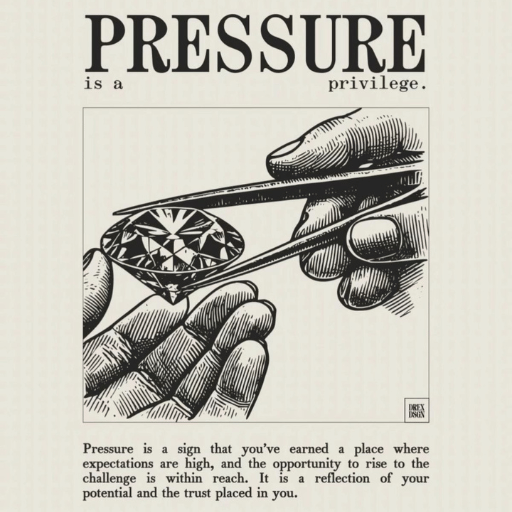 PRESSURE
is a privilege.
DREX
DSGN
Pressure is a sign that you've earned a place where
expectations are high, and the opportunity to rise to the
challenge is within reach. It is a reflection of your
potential and the trust placed in you.